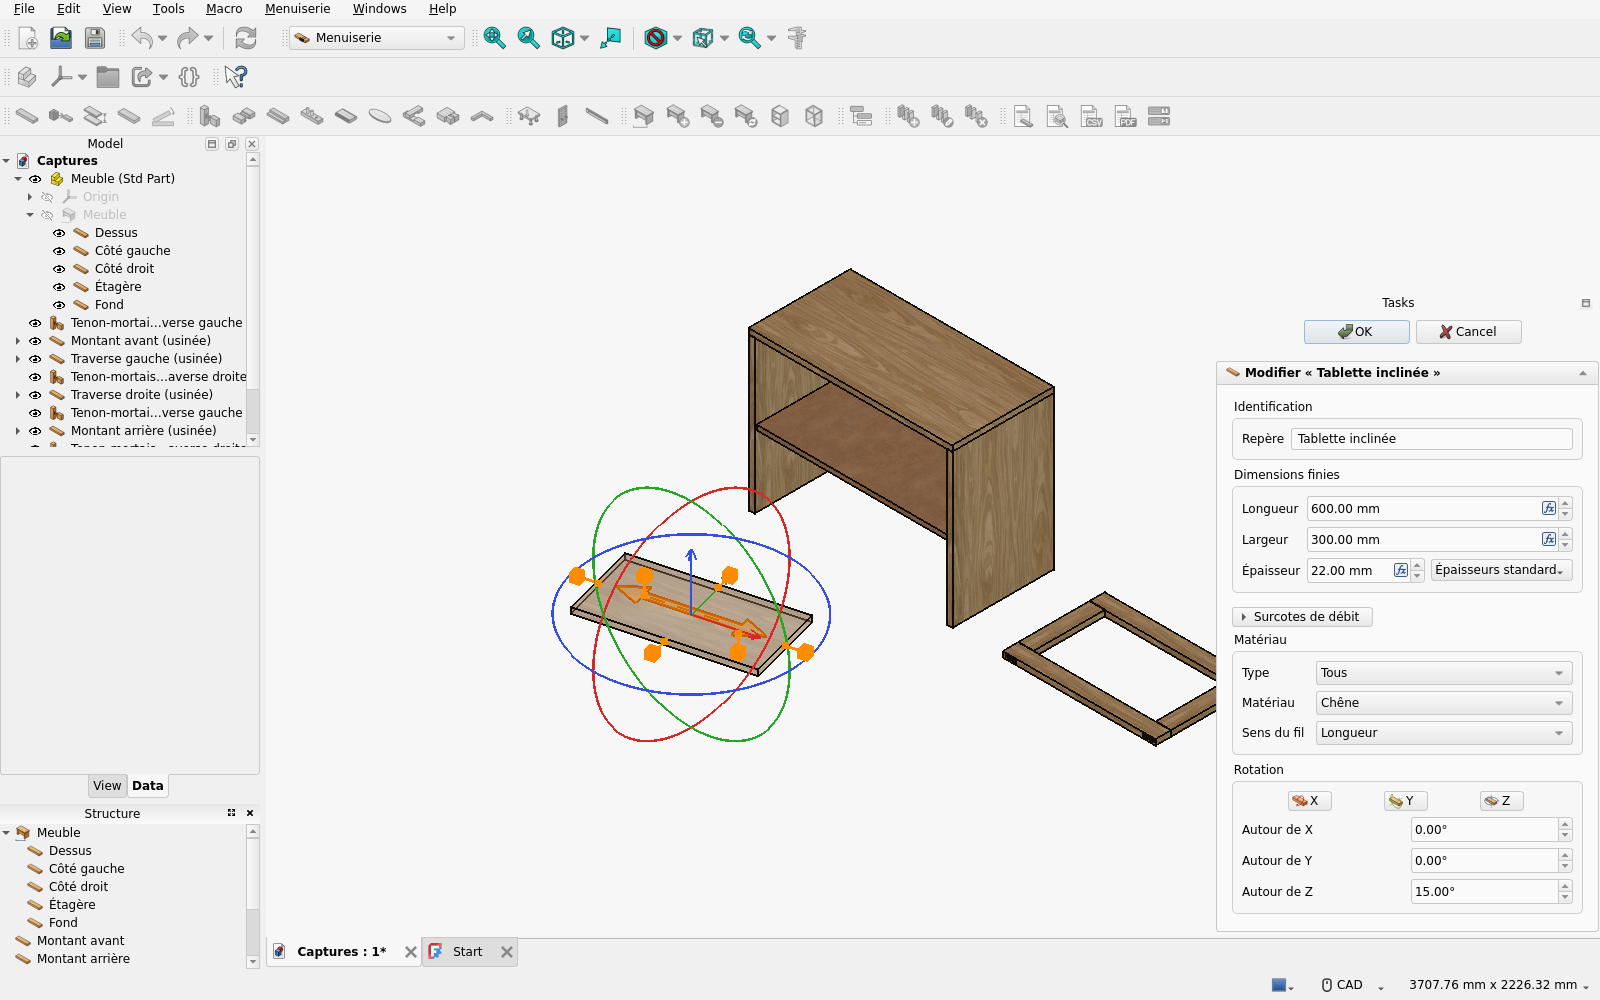 File Edit View Tools Macro Menuiserie Windows Help
Menuiserie
Model
Captures
Meuble (Std Part)
Origin
Meuble
Dessus
Côté gauche
Côté droit
Étagère
Fond
Tenon-mortai...verse gauche
Montant avant (usinée)
Traverse gauche (usinée)
Tenon-mortais...averse droite
Traverse droite (usinée)
Tenon-mortai...verse gauche
Montant arrière (usinée)
View Data
Structure
Meuble
Dessus
Côté gauche
Côté droit
Étagère
Fond
Montant avant
Montant arrière
Captures : 1*
Start
Tasks
OK Cancel
Modifier « Tablette inclinée »
Identification
Repère Tablette inclinée
Dimensions finies
Longueur 600.00 mm
Largeur 300.00 mm
Épaisseur 22.00 mm Épaisseurs standard
Surcotes de débit
Matériau
Type Tous
Matériau Chêne
Sens du fil Longueur
Rotation
X Y Z
Autour de X 0.00°
Autour de Y 0.00°
Autour de Z 15.00°
CAD 3707.76 mm x 2226.32 mm